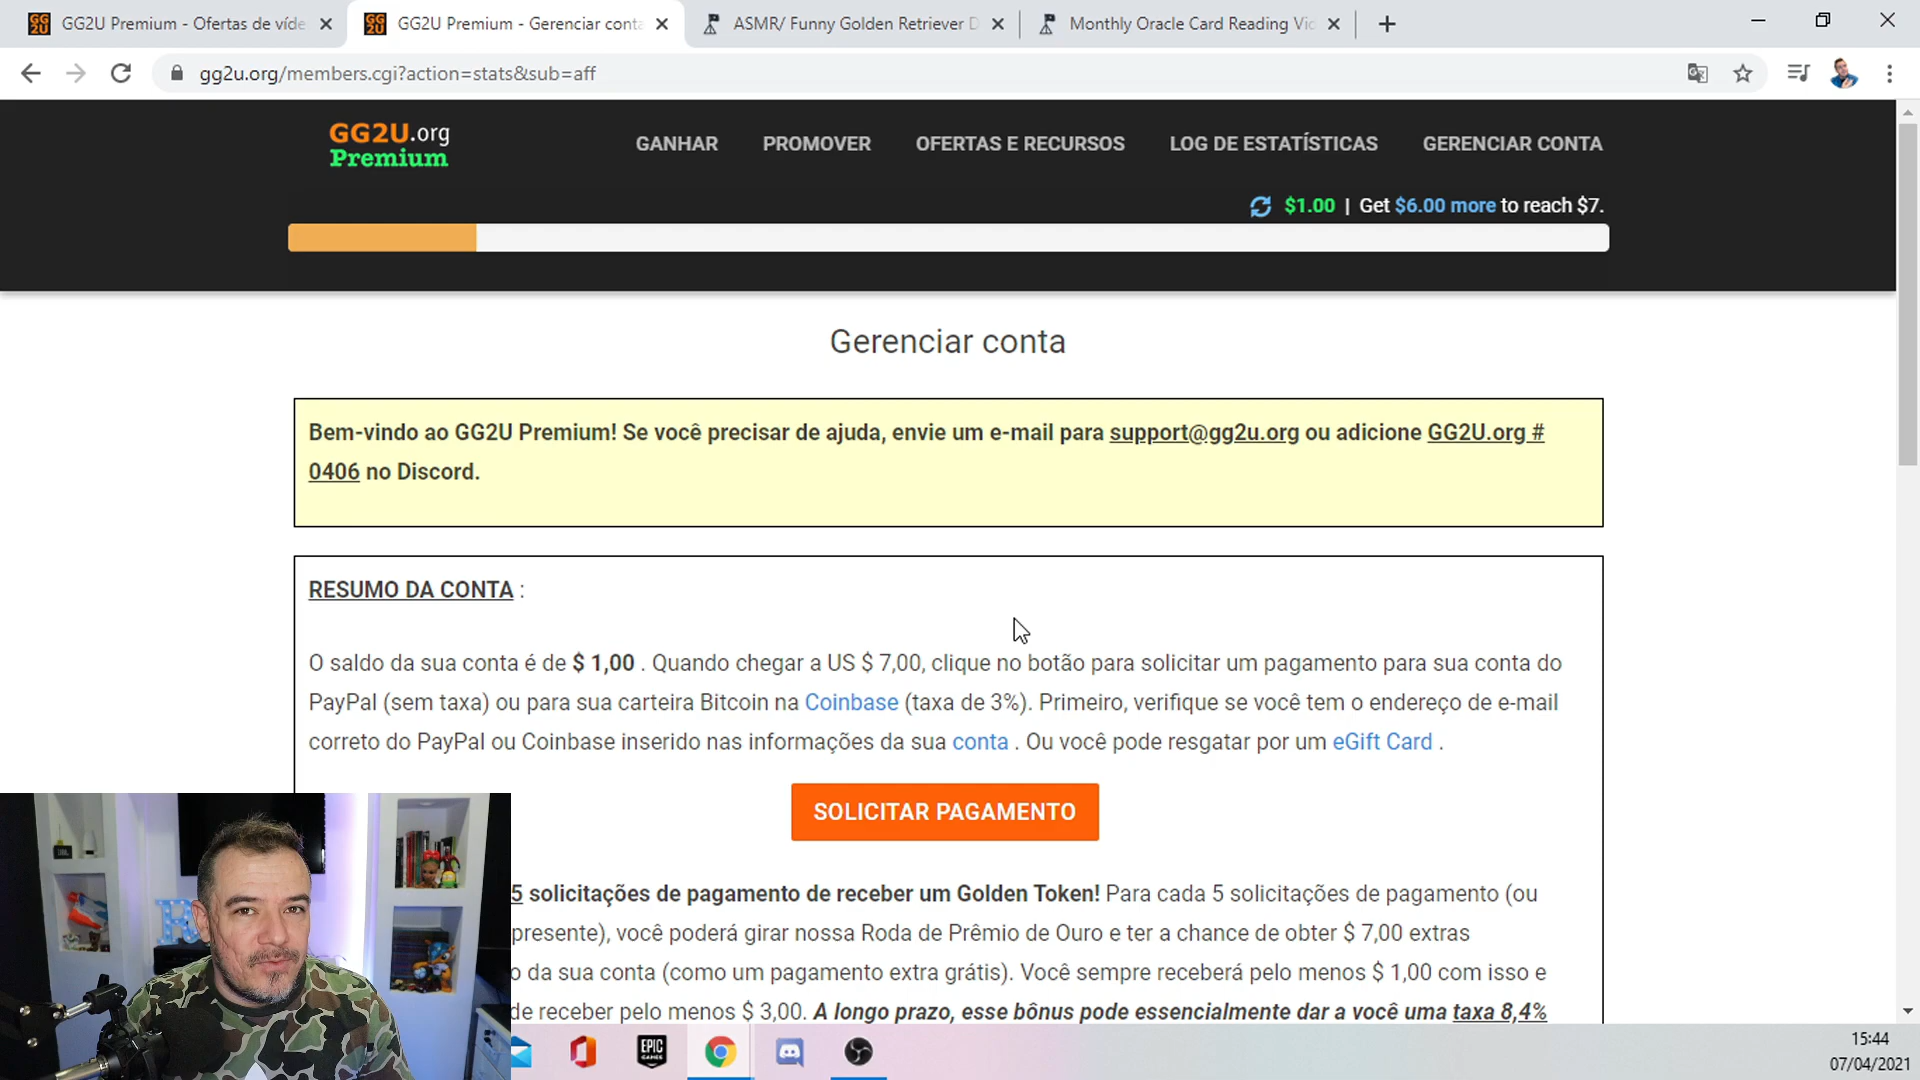 GG2U Premium - Ofertas de víde
GG2U Premium - Gerenciar conta
ASMR/ Funny Golden Retriever D
Monthly Oracle Card Reading Vid
gg2u.org/members.cgi?action=stats&sub=aff
GG2U.org
Premium
GANHAR
PROMOVER
OFERTAS E RECURSOS
LOG DE ESTATÍSTICAS
GERENCIAR CONTA
$1.00 | Get $6.00 more to reach $7.
Gerenciar conta
Bem-vindo ao GG2U Premium! Se você precisar de ajuda, envie um e-mail para support@gg2u.org ou adicione GG2U.org #
0406 no Discord.
RESUMO DA CONTA :
O saldo da sua conta é de $ 1,00 . Quando chegar a US $ 7,00, clique no botão para solicitar um pagamento para sua conta do
PayPal (sem taxa) ou para sua carteira Bitcoin na Coinbase (taxa de 3%). Primeiro, verifique se você tem o endereço de e-mail
correto do PayPal ou Coinbase inserido nas informações da sua conta . Ou você pode resgatar por um eGift Card .
SOLICITAR PAGAMENTO
5 solicitações de pagamento de receber um Golden Token! Para cada 5 solicitações de pagamento (ou
presente), você poderá girar nossa Roda de Prêmio de Ouro e ter a chance de obter $ 7,00 extras
o da sua conta (como um pagamento extra grátis). Você sempre receberá pelo menos $ 1,00 com isso e
de receber pelo menos $ 3,00. A longo prazo, esse bônus pode essencialmente dar a você uma taxa 8,4%
EPIC
GAMES
15:44
07/04/2021